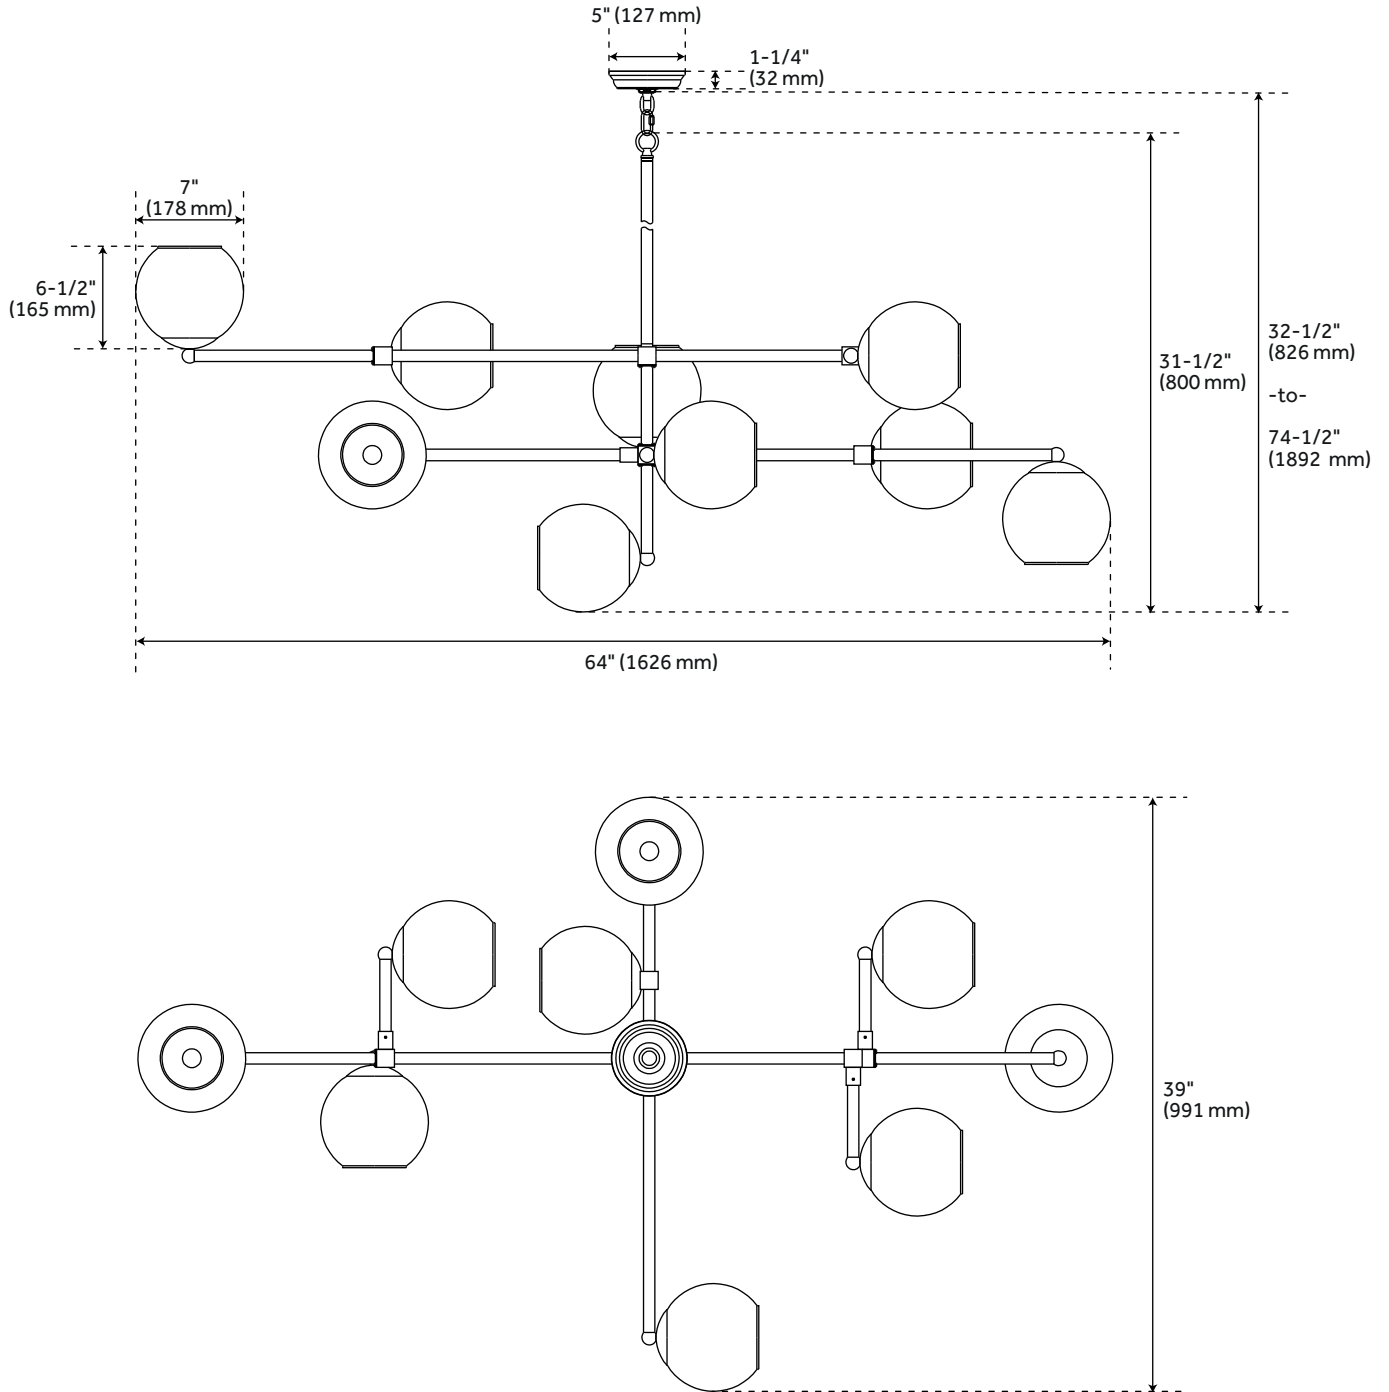 5" (127 mm)
1-1/4"
(32 mm)
7"
(178 mm)
6-1/2"
(165 mm)
32-1/2"
(826 mm)
-to-
74-1/2"
(1892 mm)
31-1/2"
(800 mm)
64" (1626 mm)
39"
(991 mm)